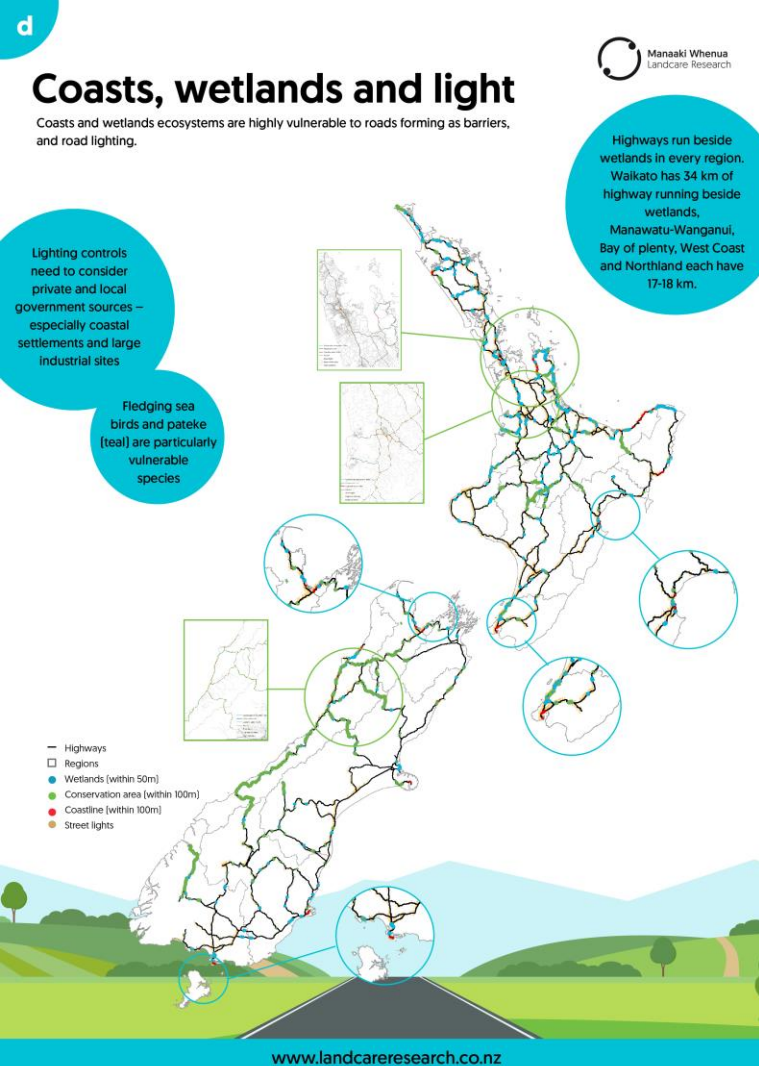 d
Manaaki Whenua
Landcare Research
Coasts, wetlands and light
Coasts and wetlands ecosystems are highly vulnerable to roads forming as barriers,
and road lighting.
Highways run beside
wetlands in every region.
Waikato has 34 km of
highway running beside
wetlands,
Manawatu-Wanganui,
Bay of plenty, West Coast
and Northland each have
17-18 km.
Lighting controls
need to consider
private and local
government sources –
especially coastal
settlements and large
industrial sites
Fledging sea
birds and pateke
(teal) are particularly
vulnerable
species
Highways
Regions
Wetlands (within 50m)
Conservation area (within 100m)
Coastline (within 100m)
Street lights
www.landcareresearch.co.nz